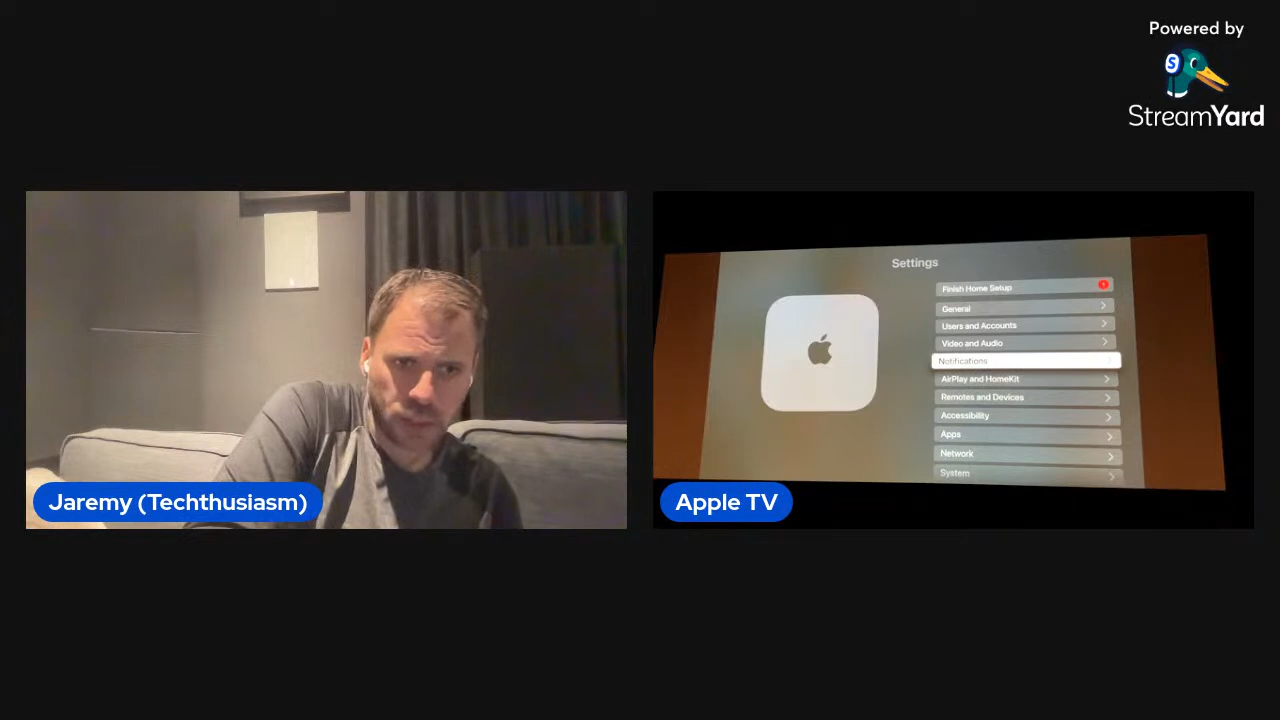 Powered by
S
StreamYard
Jaremy (Techthusiasm)
Settings
Finish Home Setup
1
General
Users and Accounts
Video and Audio
Notifications
AirPlay and HomeKit
Remotes and Devices
Accessibility
Apps
Network
System
Apple TV